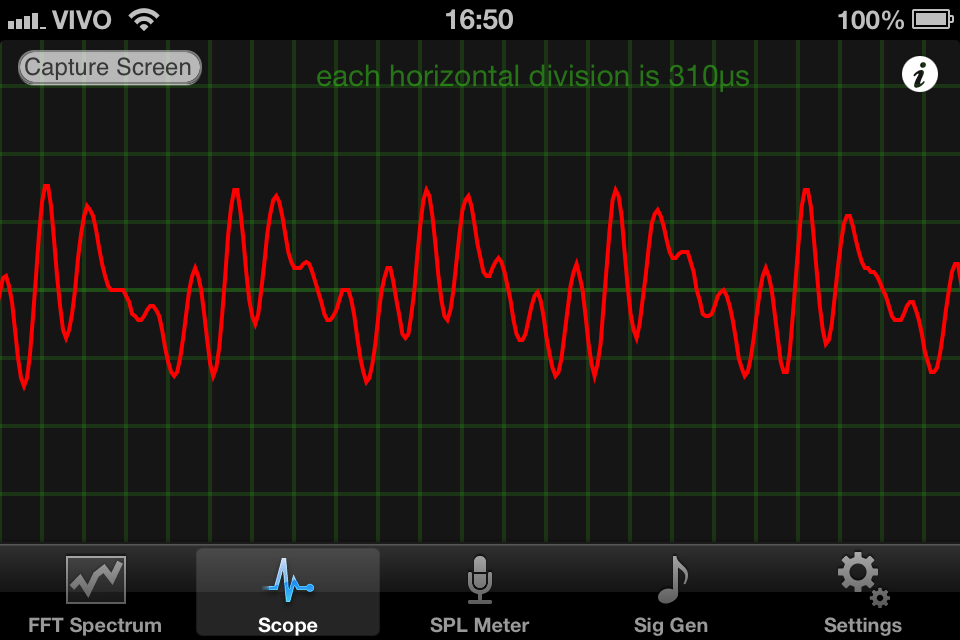 VIVO 16:50 100%
Capture Screen
each horizontal division is 310µs
i
FFT Spectrum Scope SPL Meter Sig Gen Settings